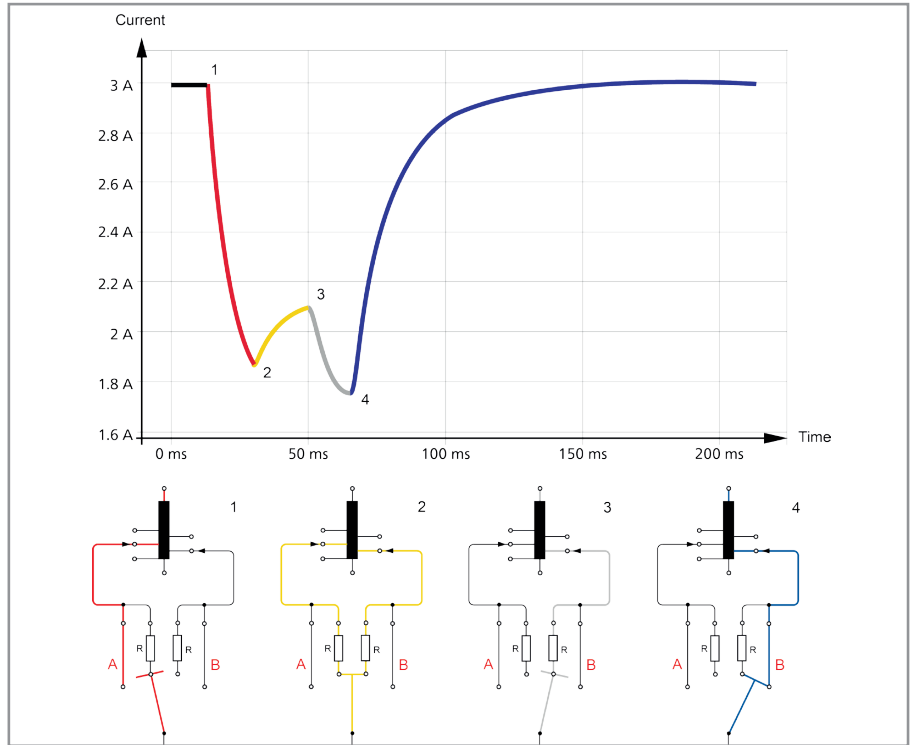 Current
3 A
2.8 A
2.6 A
2.4 A
2.2 A
2 A
1.8 A
1.6 A
1
2
3
4
0 ms 50 ms 100 ms 150 ms 200 ms
Time
1 2 3 4
R R R R R R R R
A B A B A B A B